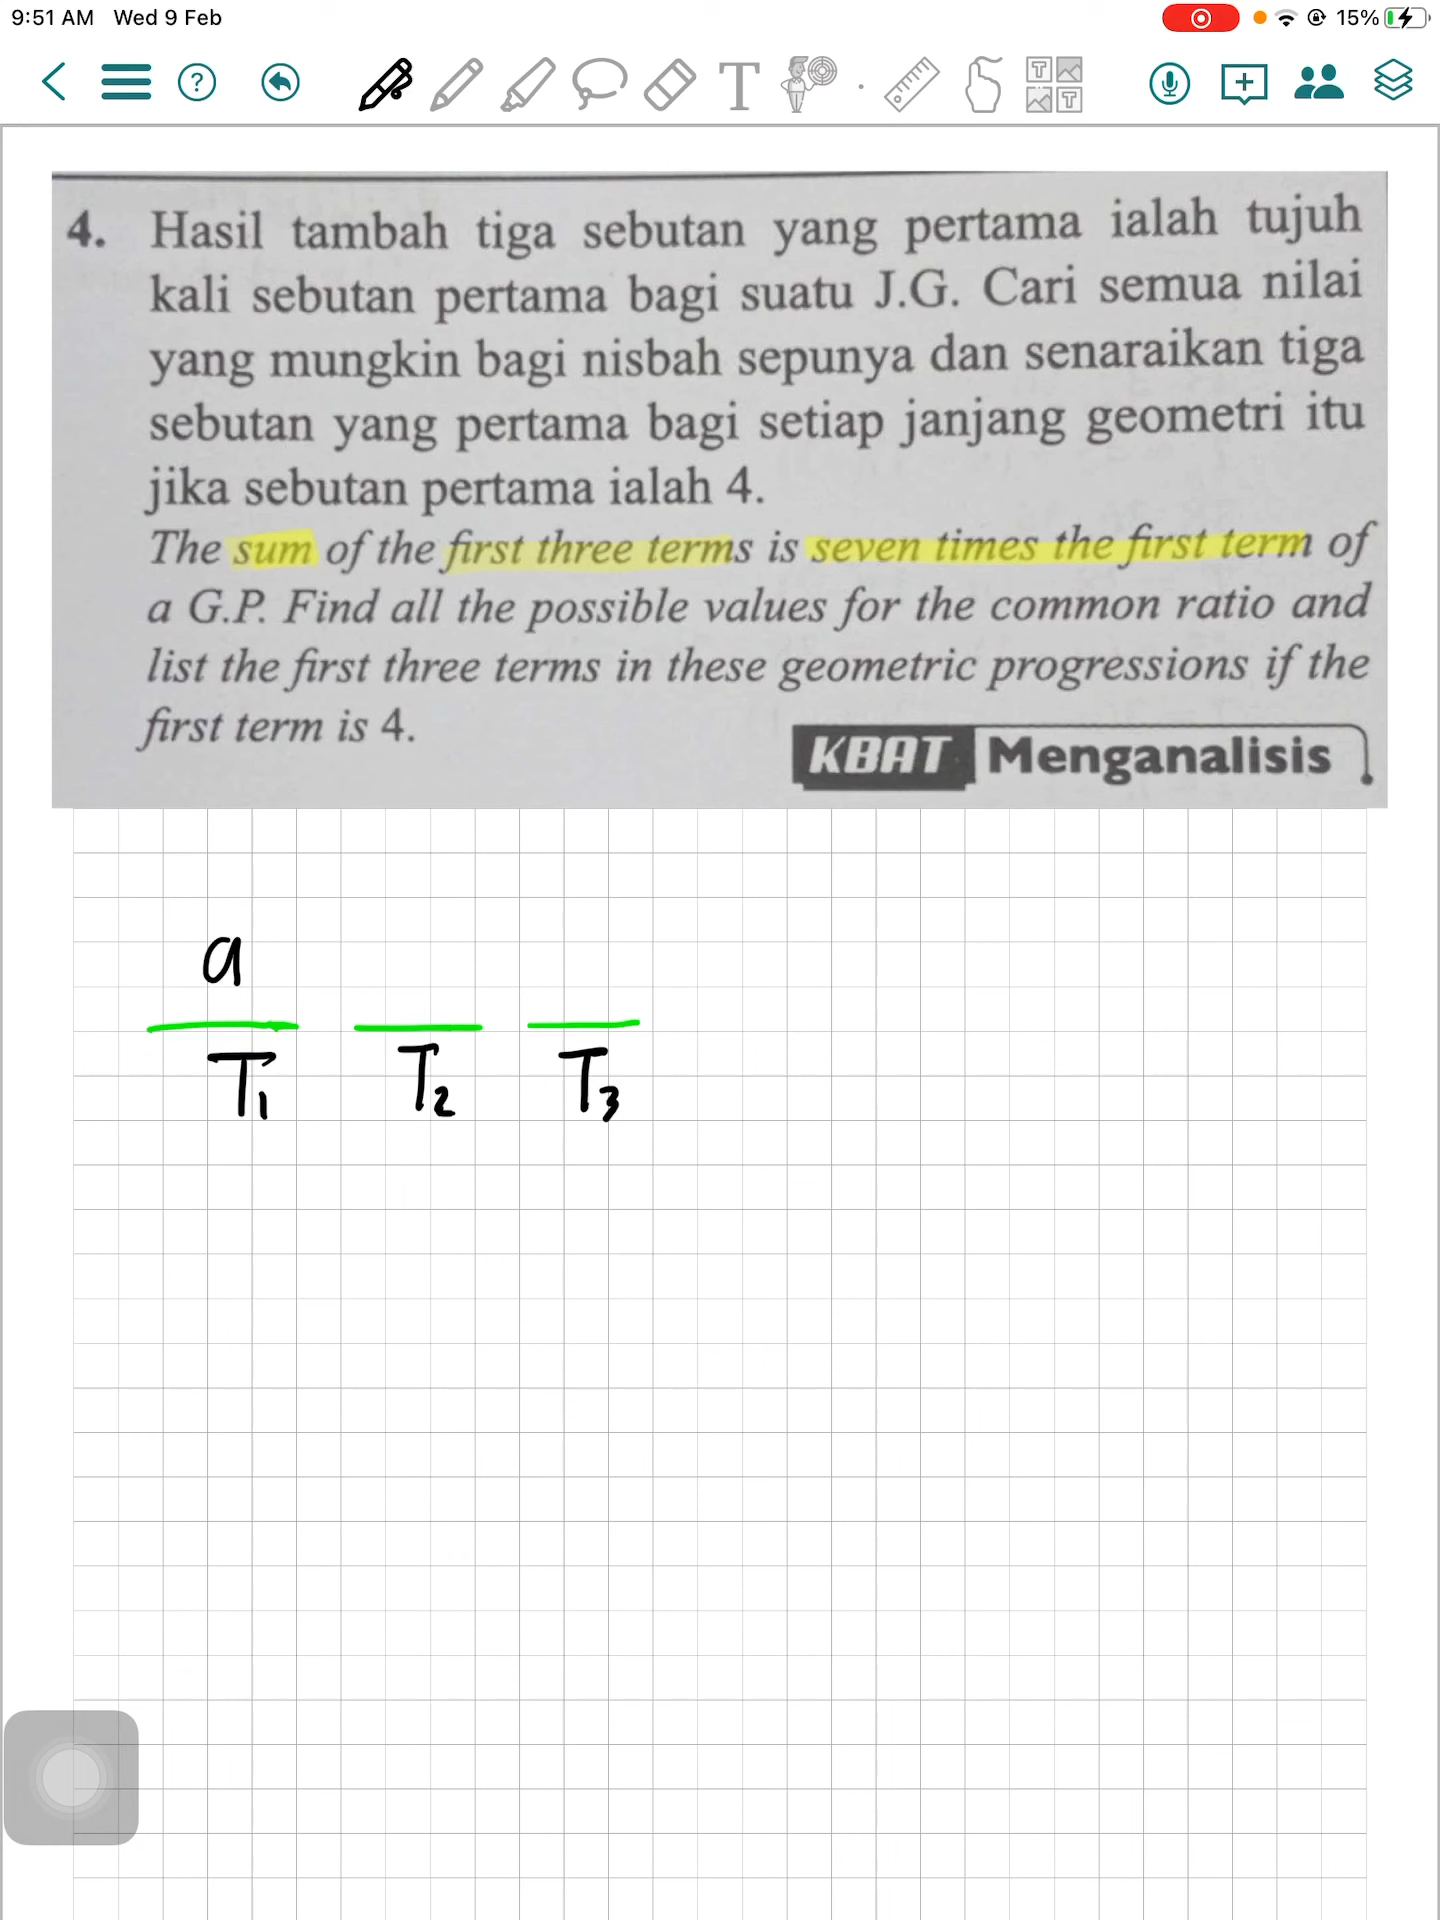 9:51 AM Wed 9 Feb 15%
T
4. Hasil tambah tiga sebutan yang pertama ialah tujuh
kali sebutan pertama bagi suatu J.G. Cari semua nilai
yang mungkin bagi nisbah sepunya dan senaraikan tiga
sebutan yang pertama bagi setiap janjang geometri itu
jika sebutan pertama ialah 4.
The sum of the first three terms is seven times the first term of
a G.P. Find all the possible values for the common ratio and
list the first three terms in these geometric progressions if the
first term is 4.
KBAT Menganalisis
a
T₁ T₂ T₃